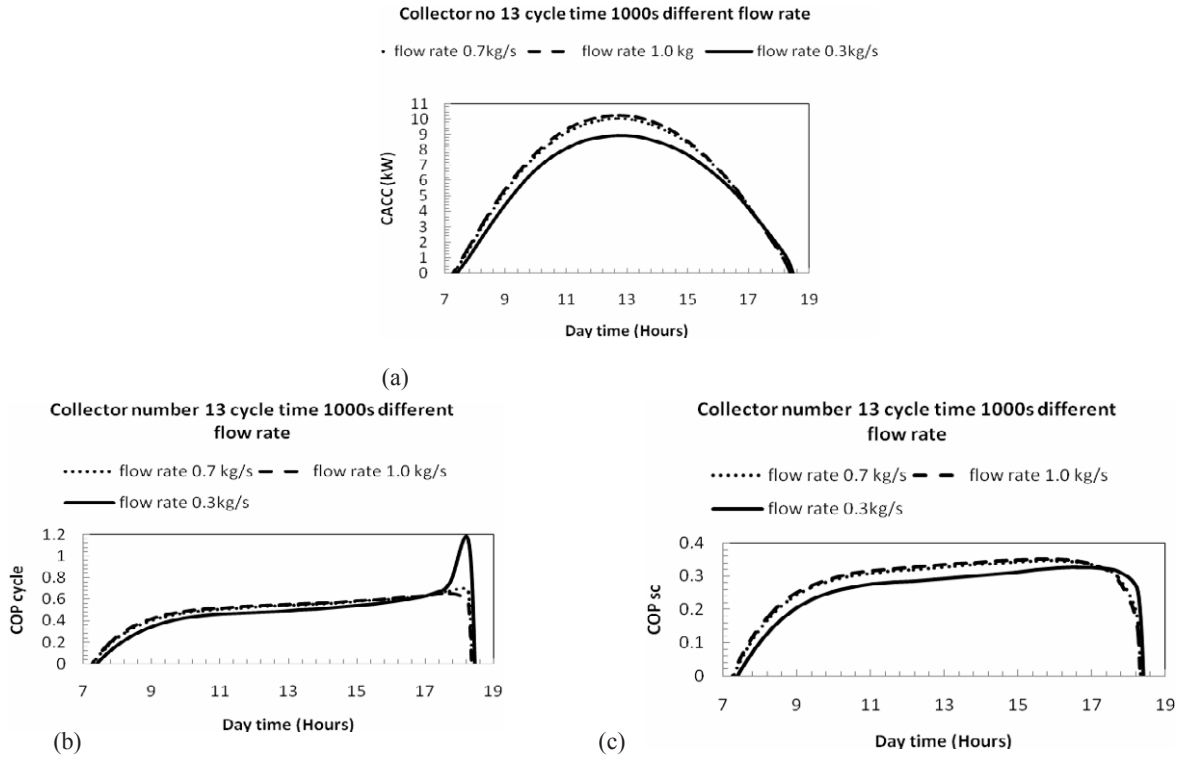 Collector no 13 cycle time 1000s different flow rate
flow rate 0.7kg/s flow rate 1.0 kg flow rate 0.3kg/s
11
10
9
8
7
6
5
4
3
2
1
0
CACC (kW)
7 9 11 13 15 17 19
Day time (Hours)
(a)
Collector number 13 cycle time 1000s different
flow rate
flow rate 0.7 kg/s flow rate 1.0 kg/s
flow rate 0.3kg/s
1.2
1
0.8
0.6
0.4
0.2
0
COP cycle
7 9 11 13 15 17 19
Day time (Hours)
(b)
Collector number 13 cycle time 1000s different
flow rate
flow rate 0.7 kg/s flow rate 1.0 kg/s
flow rate 0.3kg/s
0.4
0.3
0.2
0.1
0
COP sc
7 9 11 13 15 17 19
Day time (Hours)
(c)